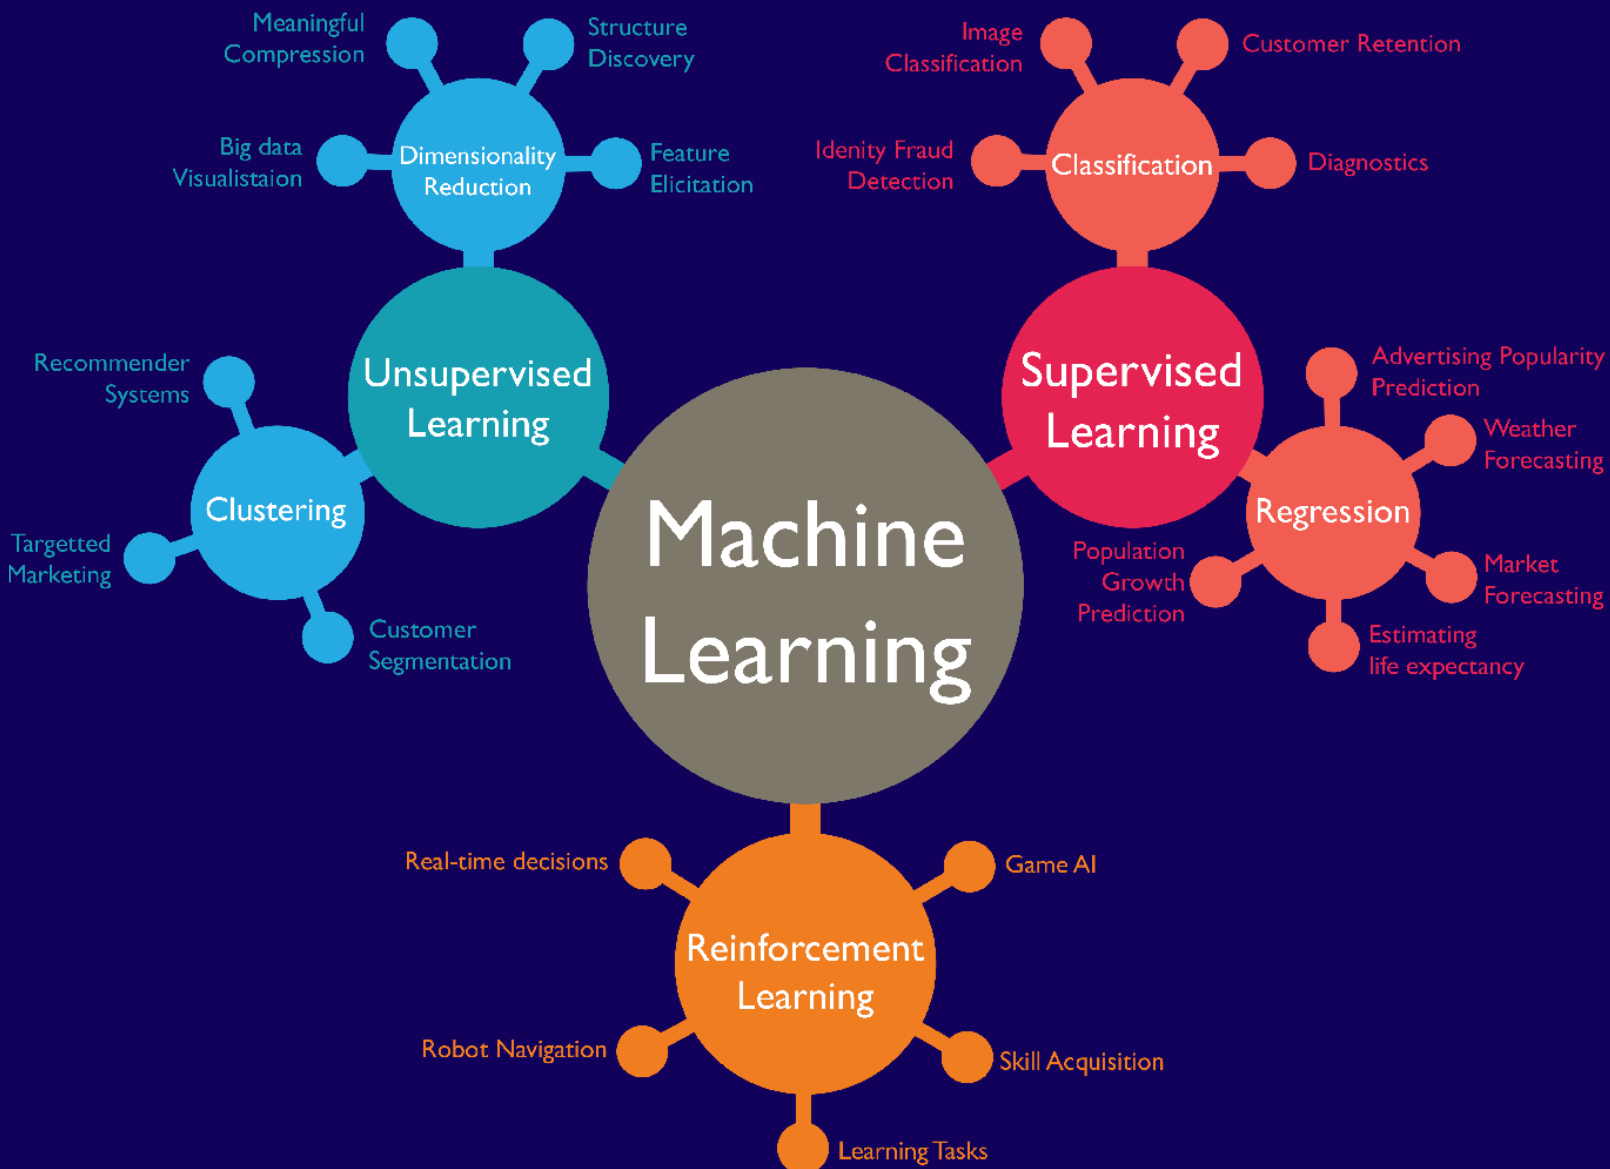 Meaningful
Compression
Structure
Discovery
Big data
Visualistaion
Dimensionality
Reduction
Feature
Elicitation
Image
Classification
Customer Retention
Idenity Fraud
Detection
Classification
Diagnostics
Unsupervised
Learning
Recommender
Systems
Clustering
Targetted
Marketing
Customer
Segmentation
Machine
Learning
Supervised
Learning
Advertising Popularity
Prediction
Weather
Forecasting
Regression
Population
Growth
Prediction
Market
Forecasting
Estimating
life expectancy
Real-time decisions
Game AI
Reinforcement
Learning
Robot Navigation
Skill Acquisition
Learning Tasks